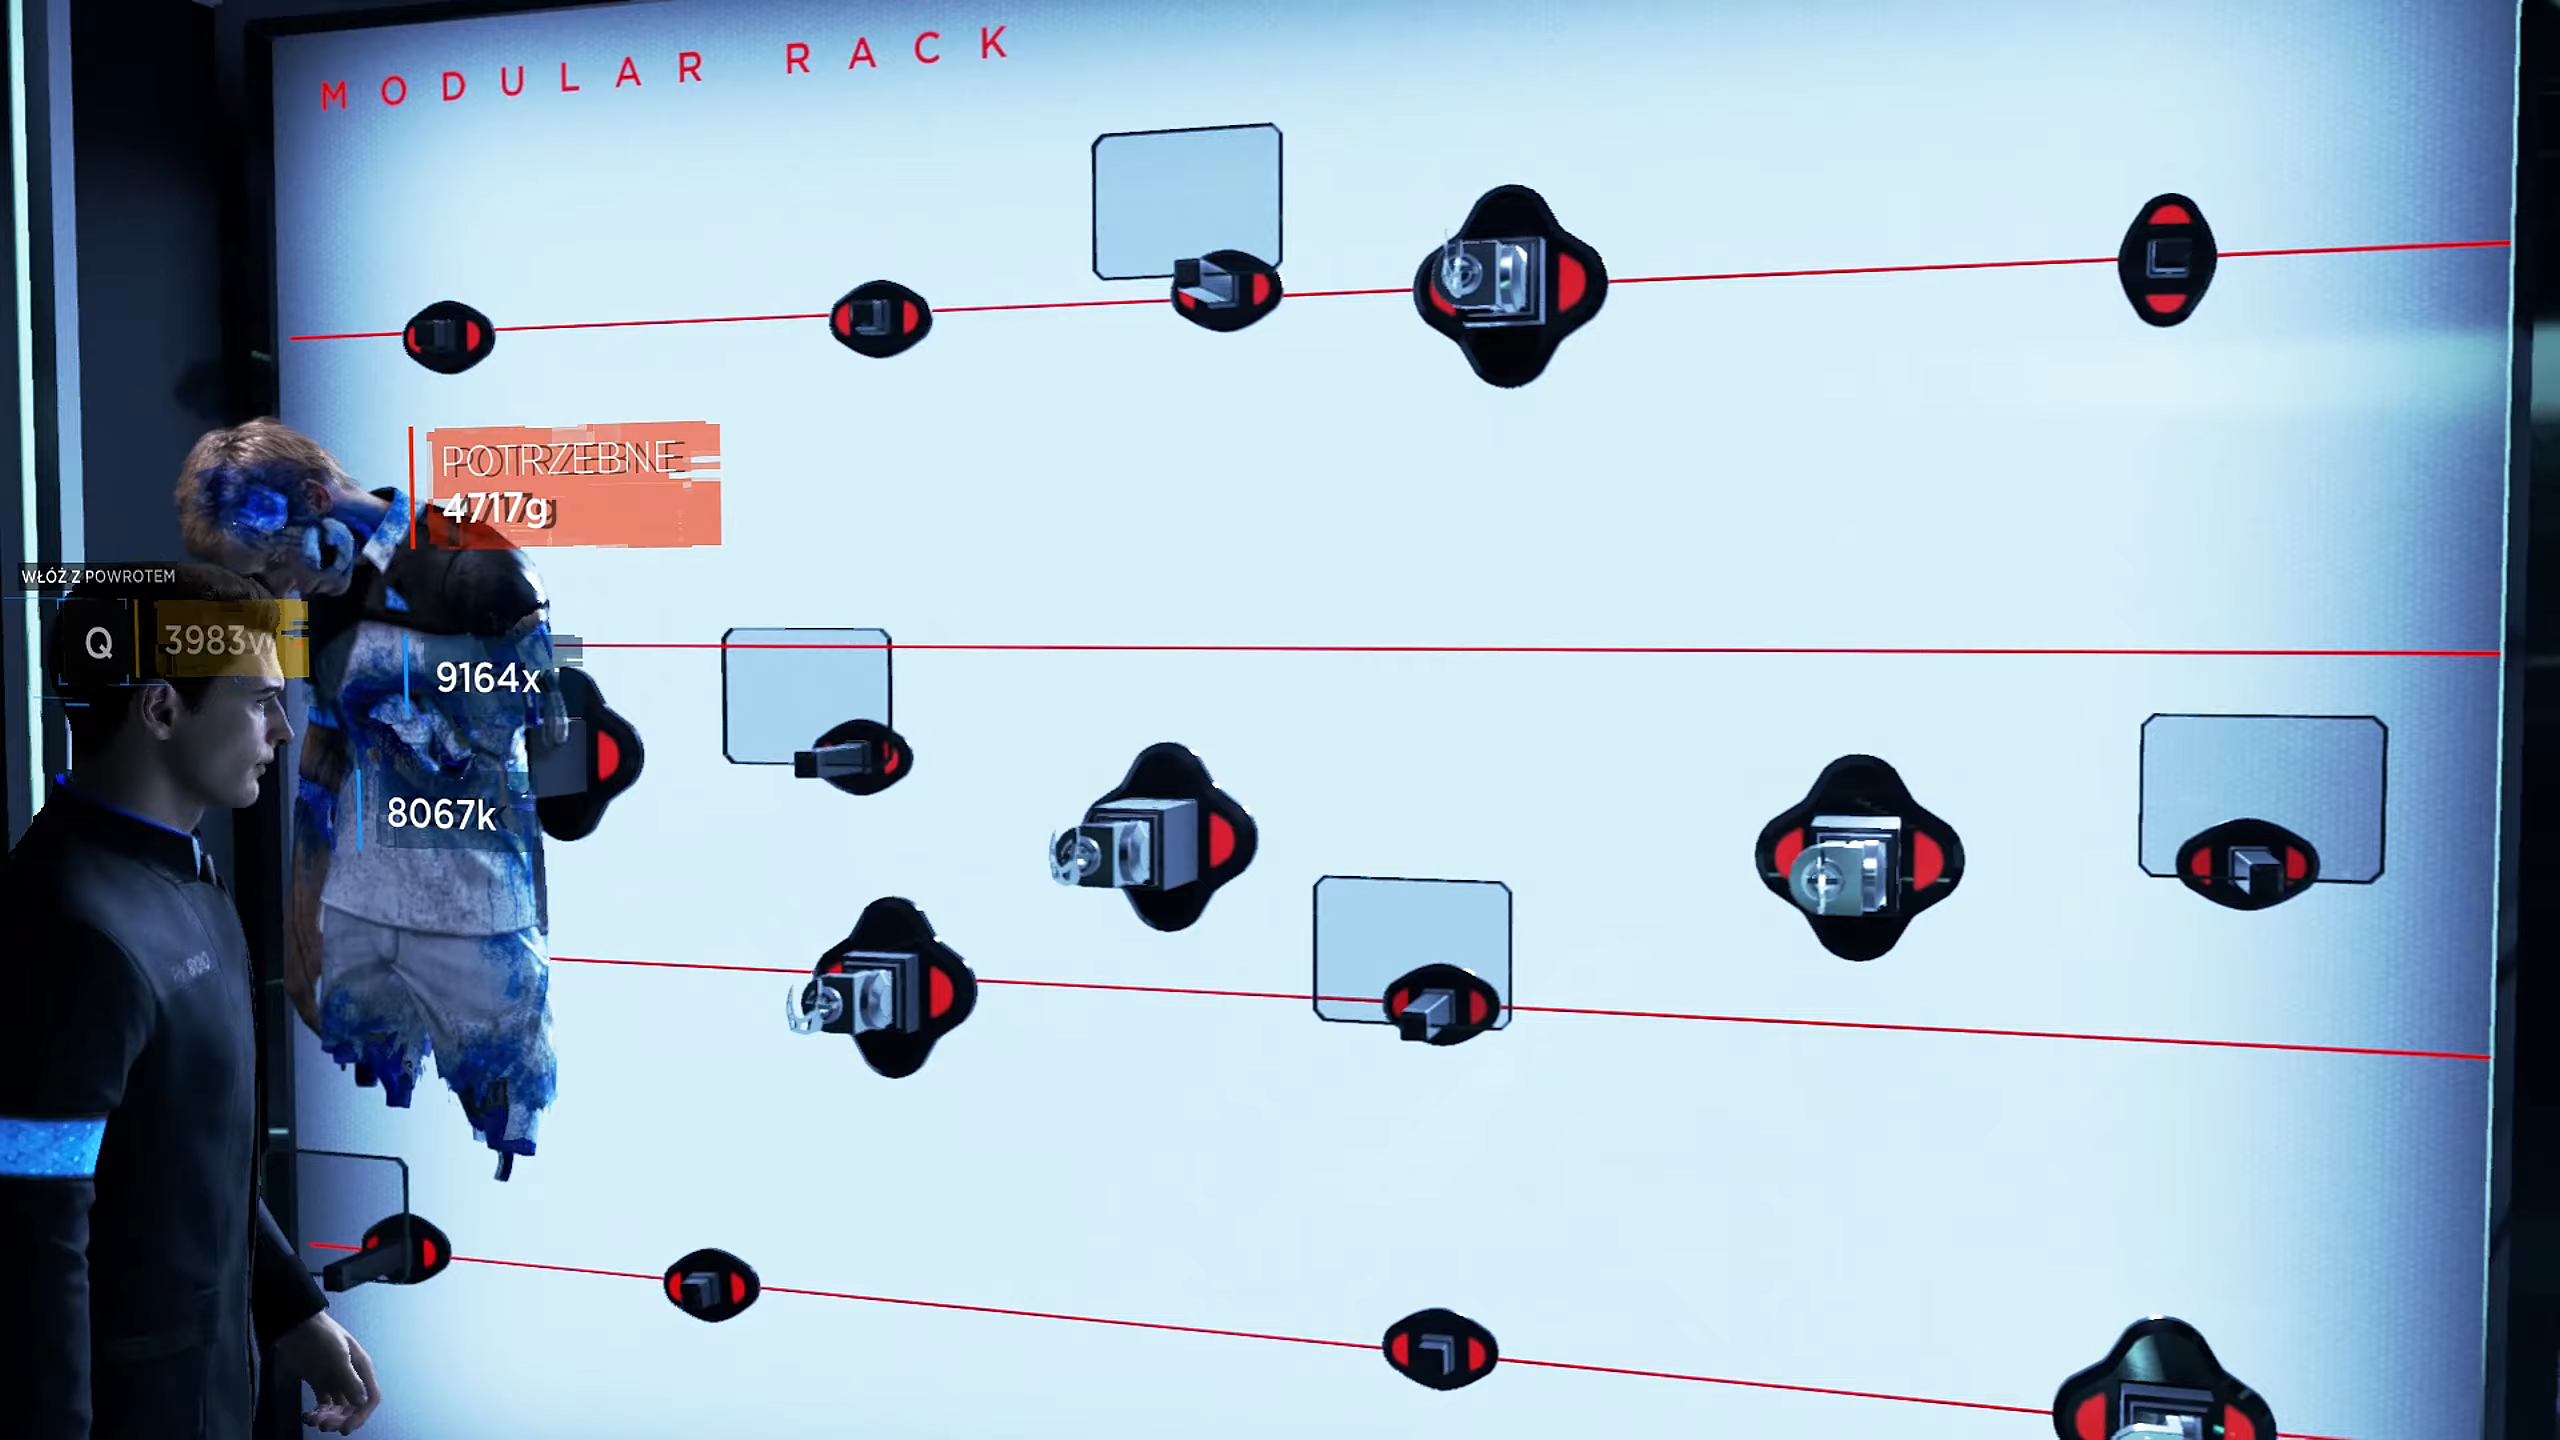 MODULAR RACK
POTRZEBNE
4717g
WŁÓŻ Z POWROTEM
Q
3983w
9164x
8067k